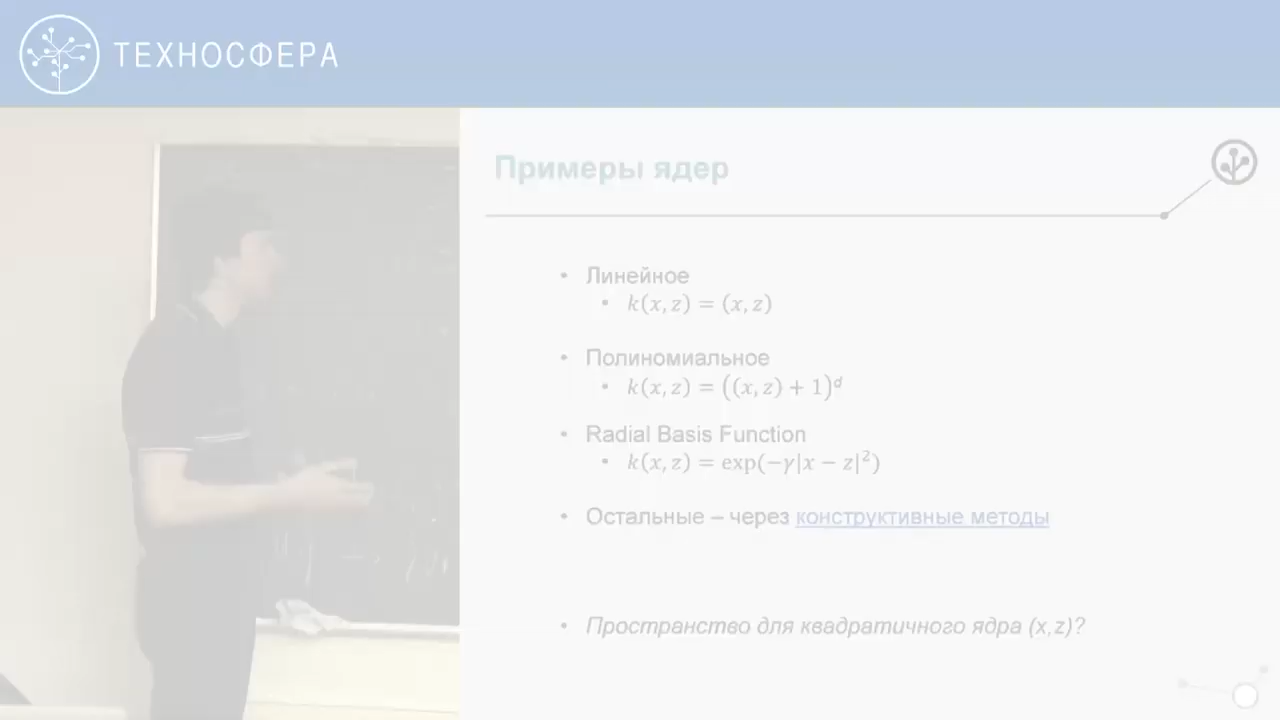 ТЕХНОСФЕРА
Примеры ядер
• Линейное
• k(x, z) = (x, z)
• Полиномиальное
• k(x, z) = ((x, z) + 1)^d
• Radial Basis Function
• k(x, z) = exp(−γ|x − z|²)
• Остальные – через конструктивные методы
• Пространство для квадратичного ядра (x,z)?